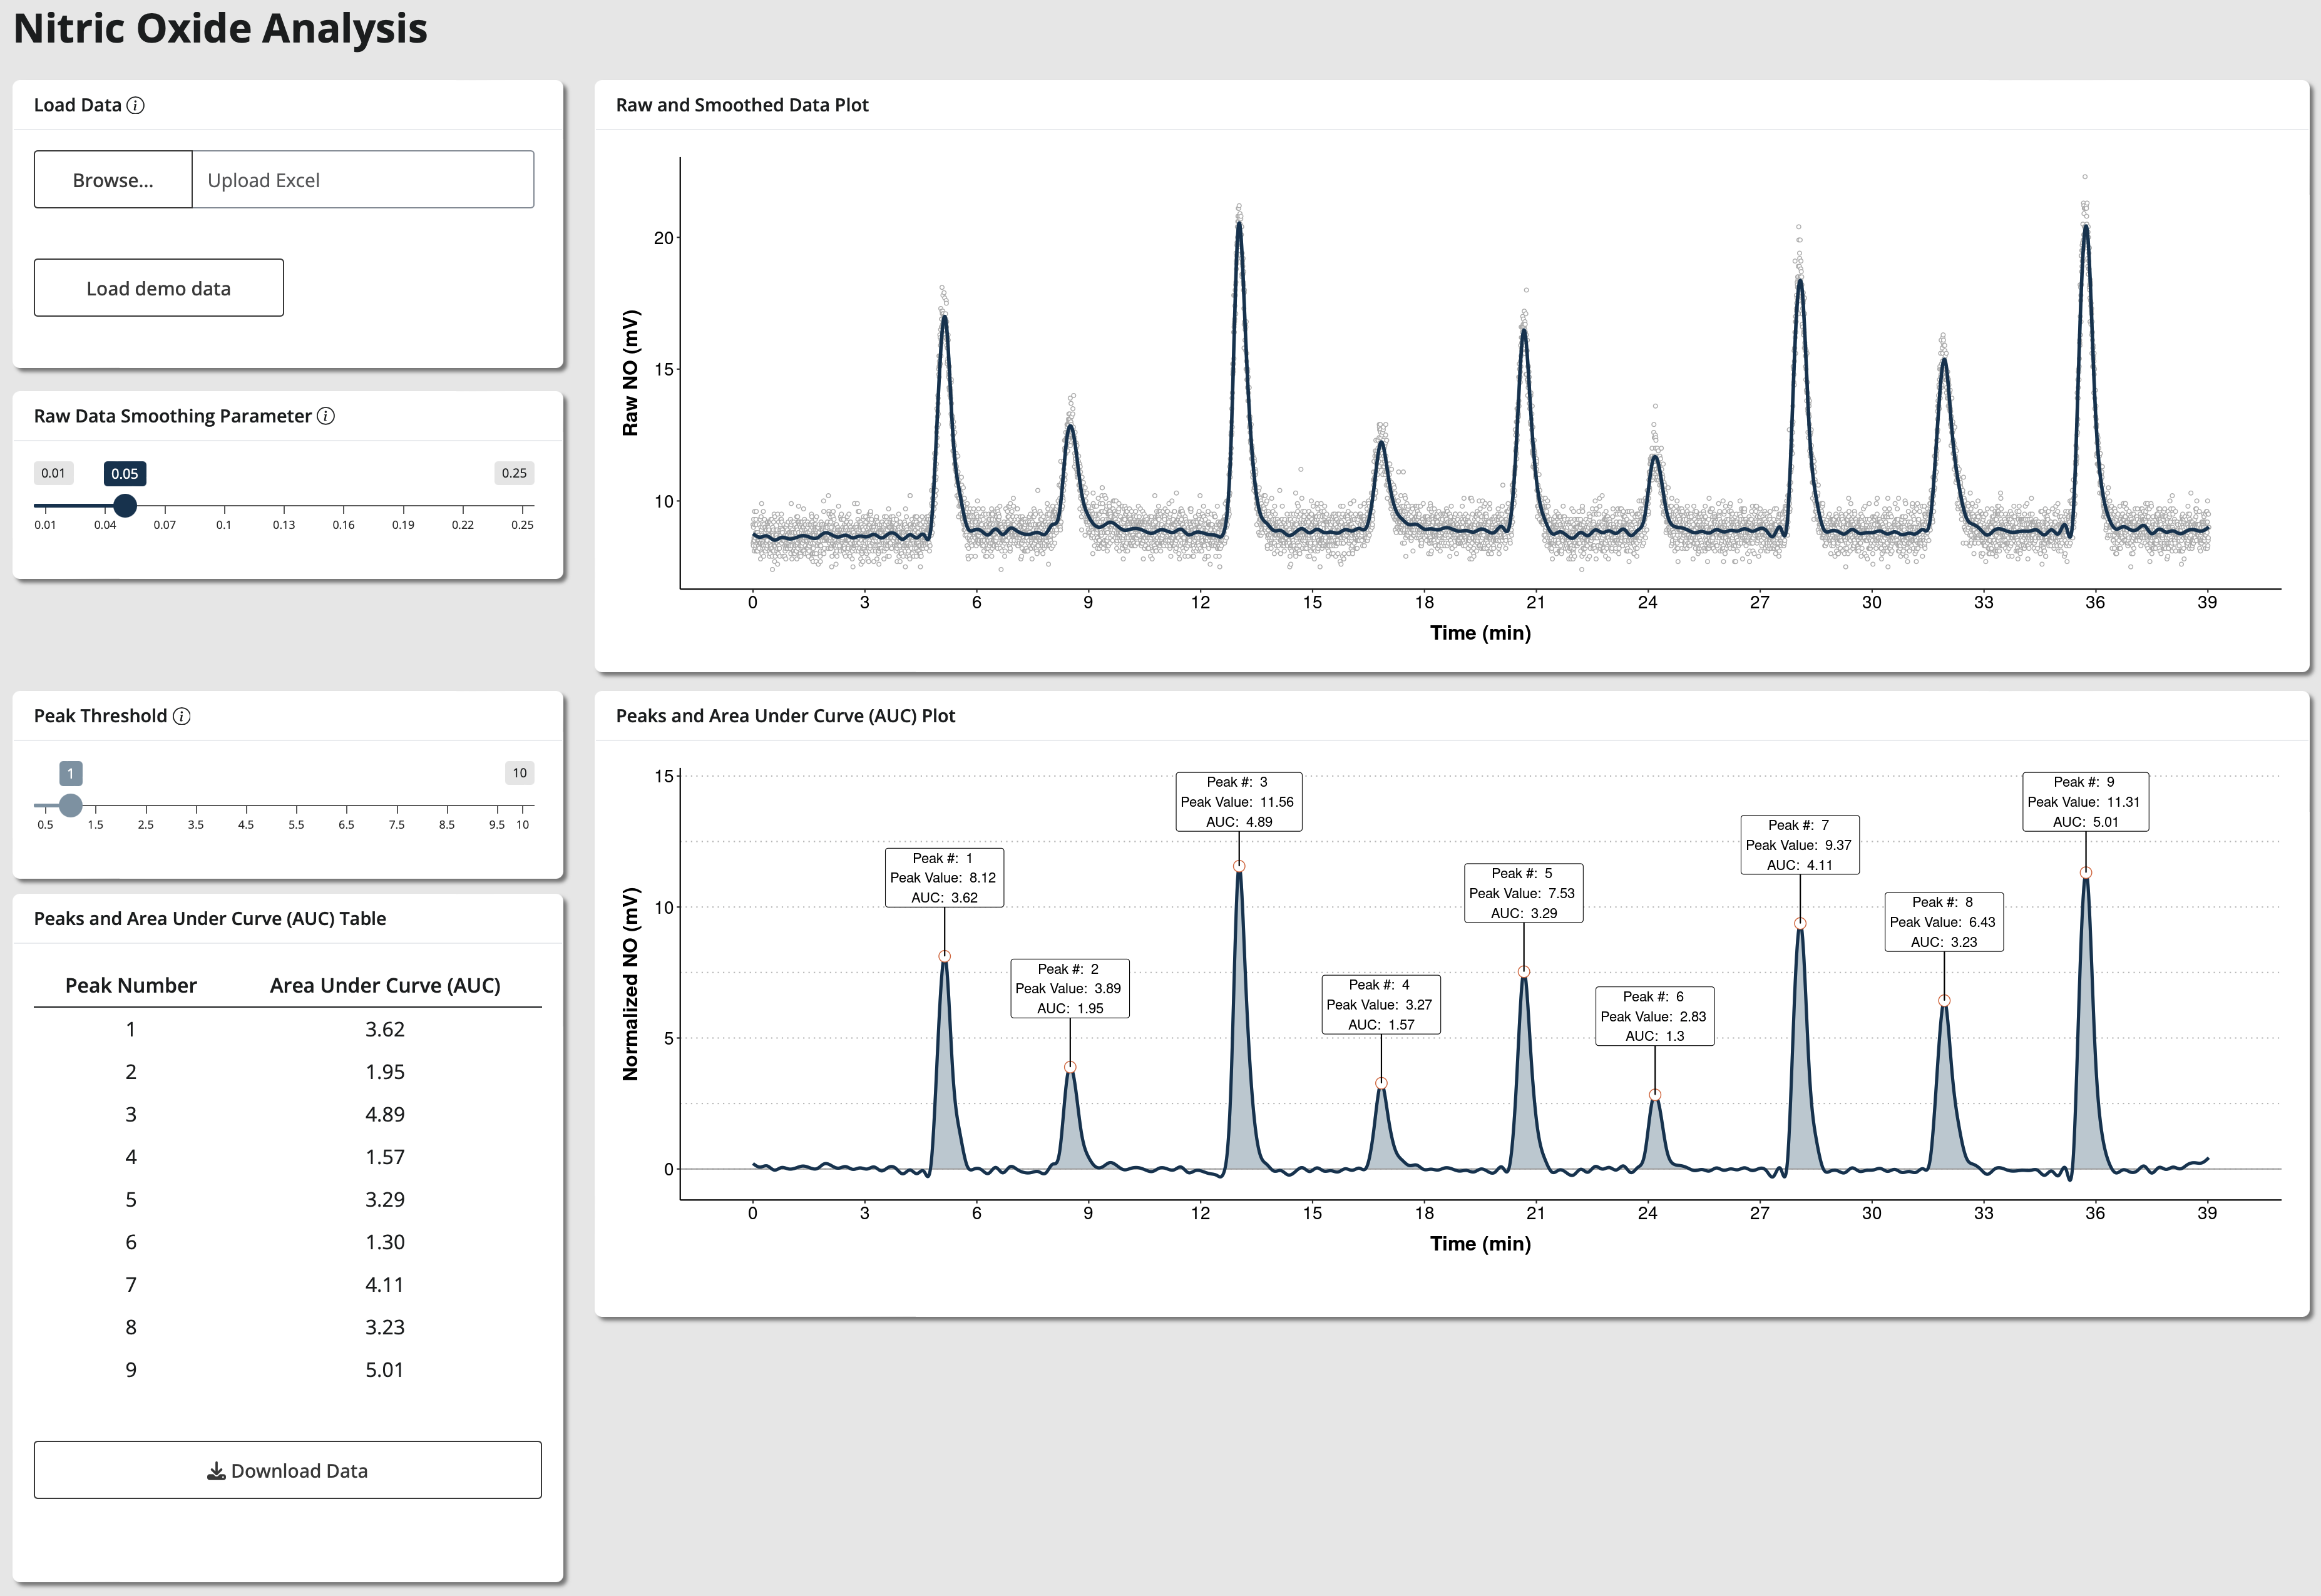 Nitric Oxide Analysis
Load Data
Browse...
Upload Excel
Load demo data
Raw Data Smoothing Parameter
0.01
0.05
0.25
0.01 0.04 0.07 0.1 0.13 0.16 0.19 0.22 0.25
Peak Threshold
1
10
0.5 1.5 2.5 3.5 4.5 5.5 6.5 7.5 8.5 9.5 10
Peaks and Area Under Curve (AUC) Table
Peak Number Area Under Curve (AUC)
1 3.62
2 1.95
3 4.89
4 1.57
5 3.29
6 1.30
7 4.11
8 3.23
9 5.01
Download Data
Raw and Smoothed Data Plot
Raw NO (mV)
20
15
10
0 3 6 9 12 15 18 21 24 27 30 33 36 39
Time (min)
Peaks and Area Under Curve (AUC) Plot
Normalized NO (mV)
15
10
5
0
Peak #: 1
Peak Value: 8.12
AUC: 3.62
Peak #: 2
Peak Value: 3.89
AUC: 1.95
Peak #: 3
Peak Value: 11.56
AUC: 4.89
Peak #: 4
Peak Value: 3.27
AUC: 1.57
Peak #: 5
Peak Value: 7.53
AUC: 3.29
Peak #: 6
Peak Value: 2.83
AUC: 1.3
Peak #: 7
Peak Value: 9.37
AUC: 4.11
Peak #: 8
Peak Value: 6.43
AUC: 3.23
Peak #: 9
Peak Value: 11.31
AUC: 5.01
0 3 6 9 12 15 18 21 24 27 30 33 36 39
Time (min)